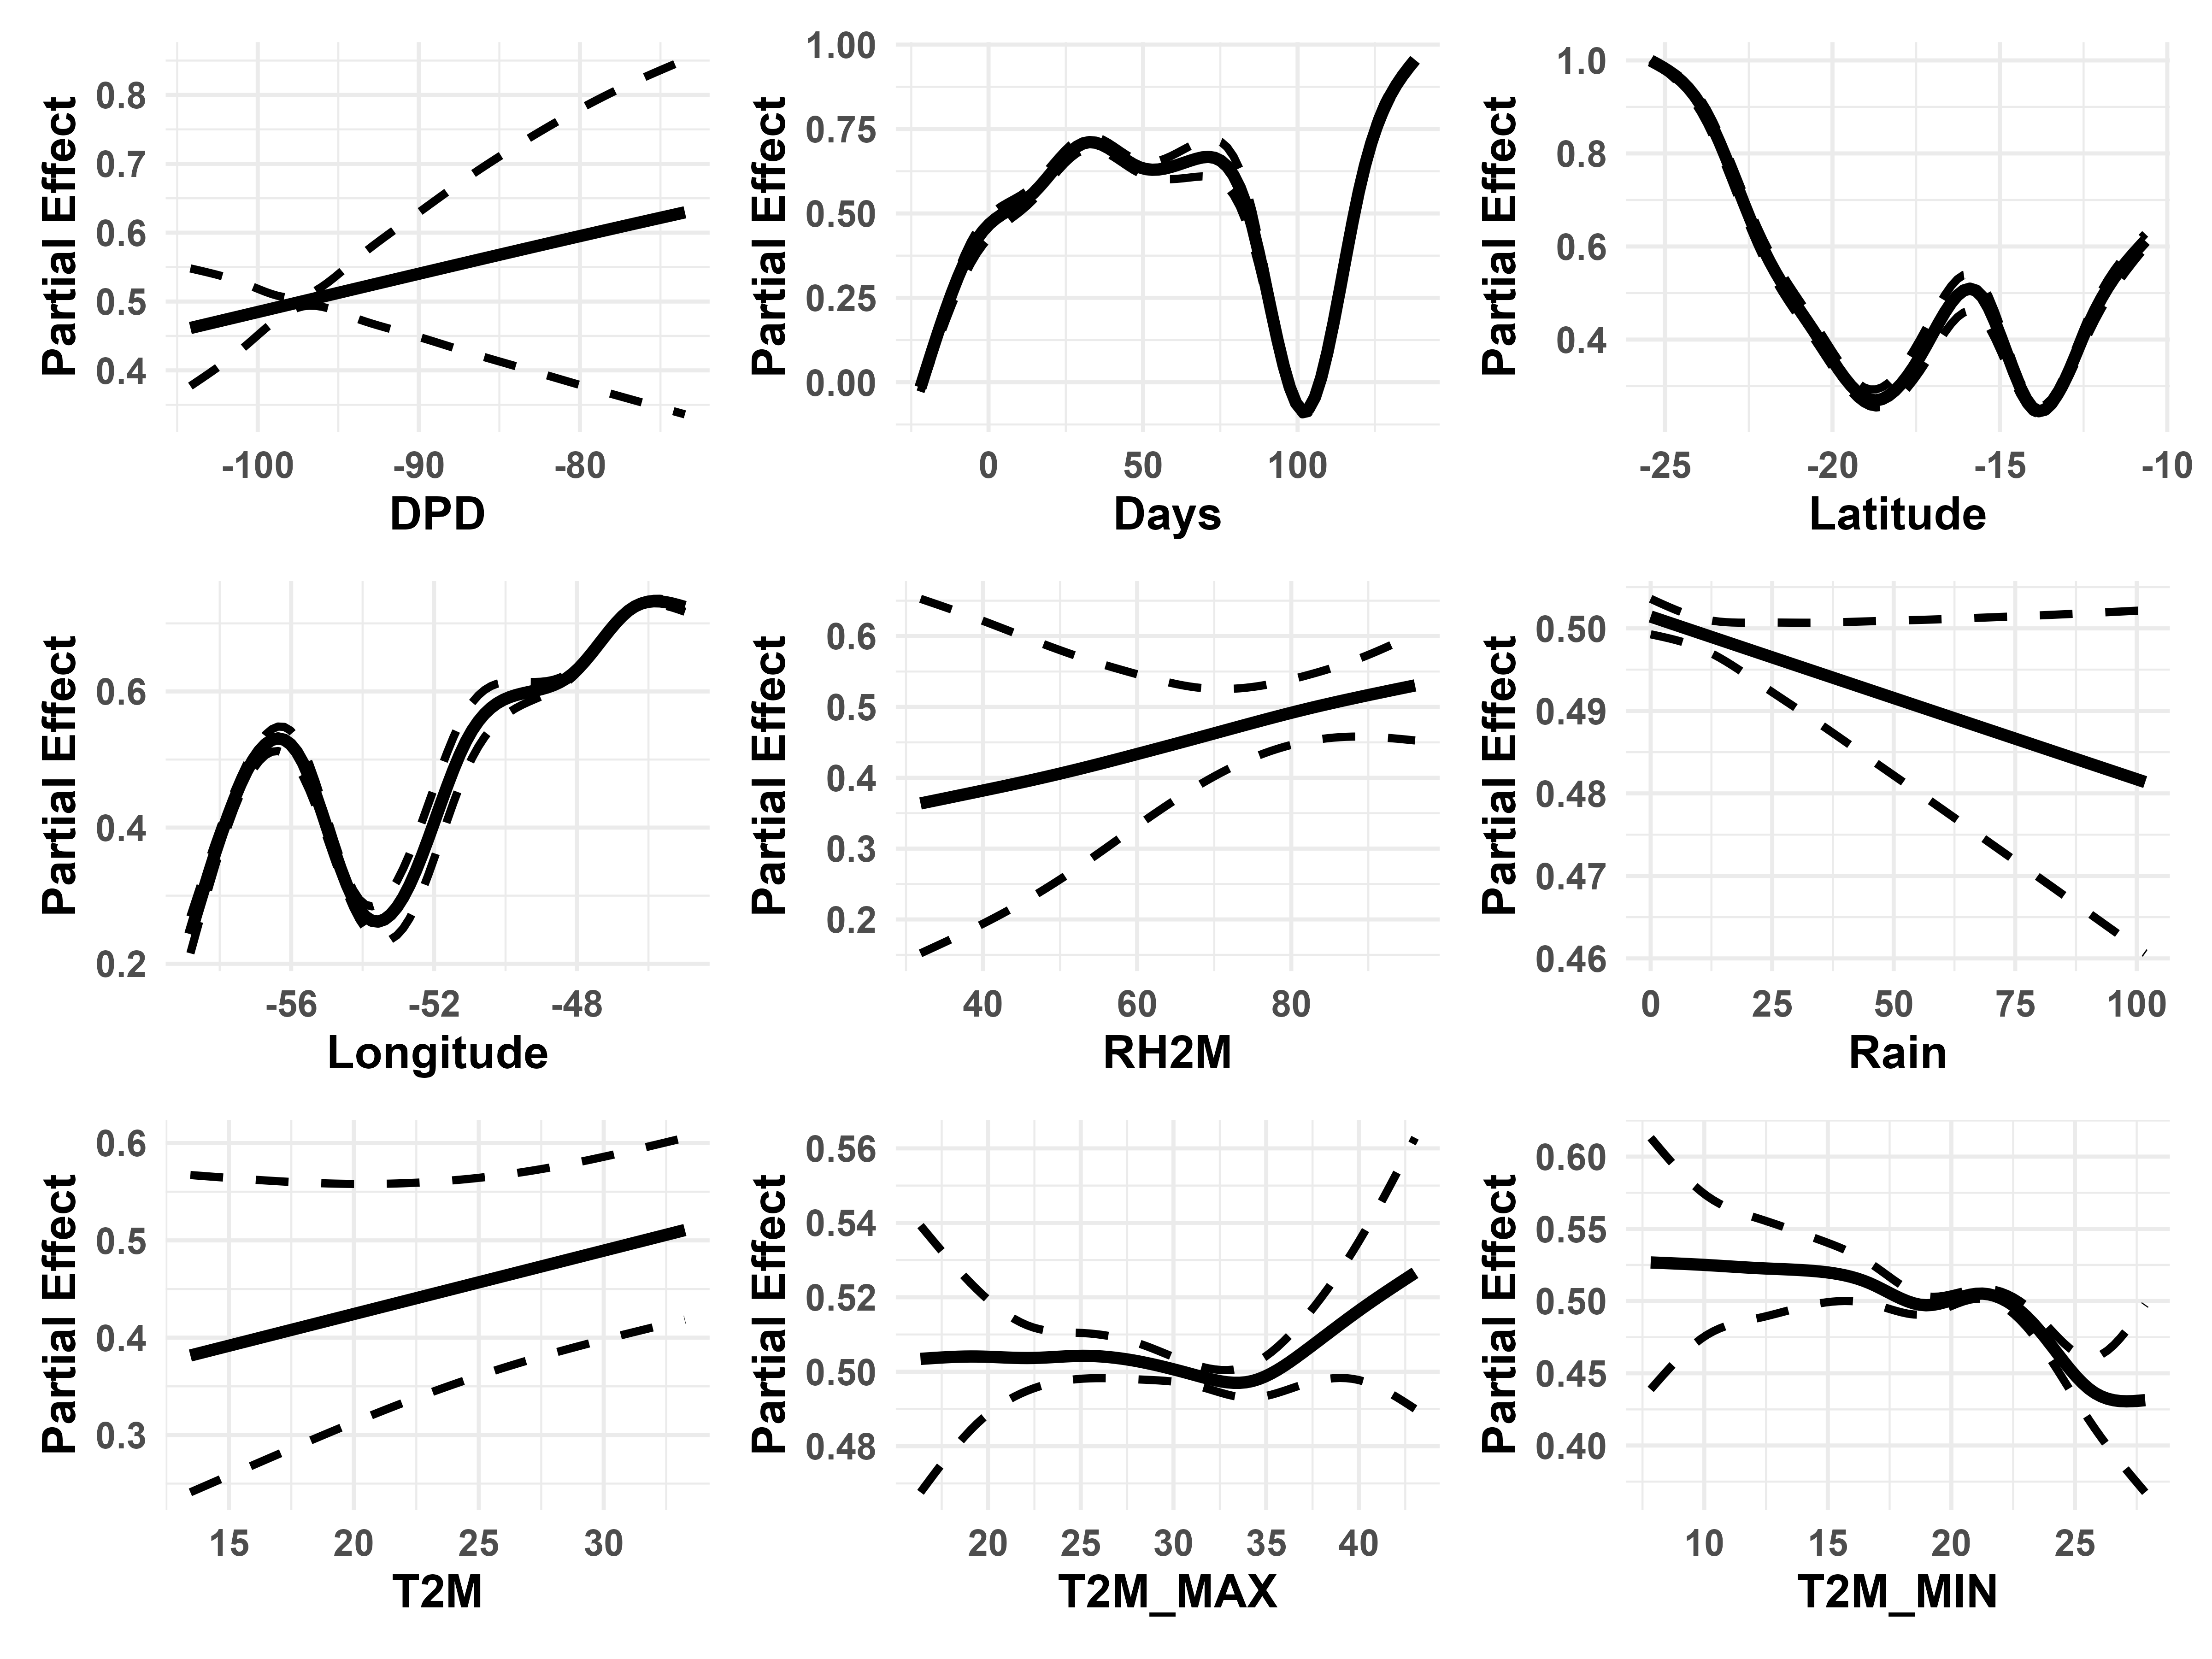 Partial Effect
0.8
0.7
0.6
0.5
0.4
-100 -90 -80
DPD
Partial Effect
1.00
0.75
0.50
0.25
0.00
0 50 100
Days
Partial Effect
1.0
0.8
0.6
0.4
-25 -20 -15 -10
Latitude
Partial Effect
0.6
0.4
0.2
-56 -52 -48
Longitude
Partial Effect
0.6
0.5
0.4
0.3
0.2
40 60 80
RH2M
Partial Effect
0.50
0.49
0.48
0.47
0.46
0 25 50 75 100
Rain
Partial Effect
0.6
0.5
0.4
0.3
15 20 25 30
T2M
Partial Effect
0.56
0.54
0.52
0.50
0.48
20 25 30 35 40
T2M_MAX
Partial Effect
0.60
0.55
0.50
0.45
0.40
10 15 20 25
T2M_MIN